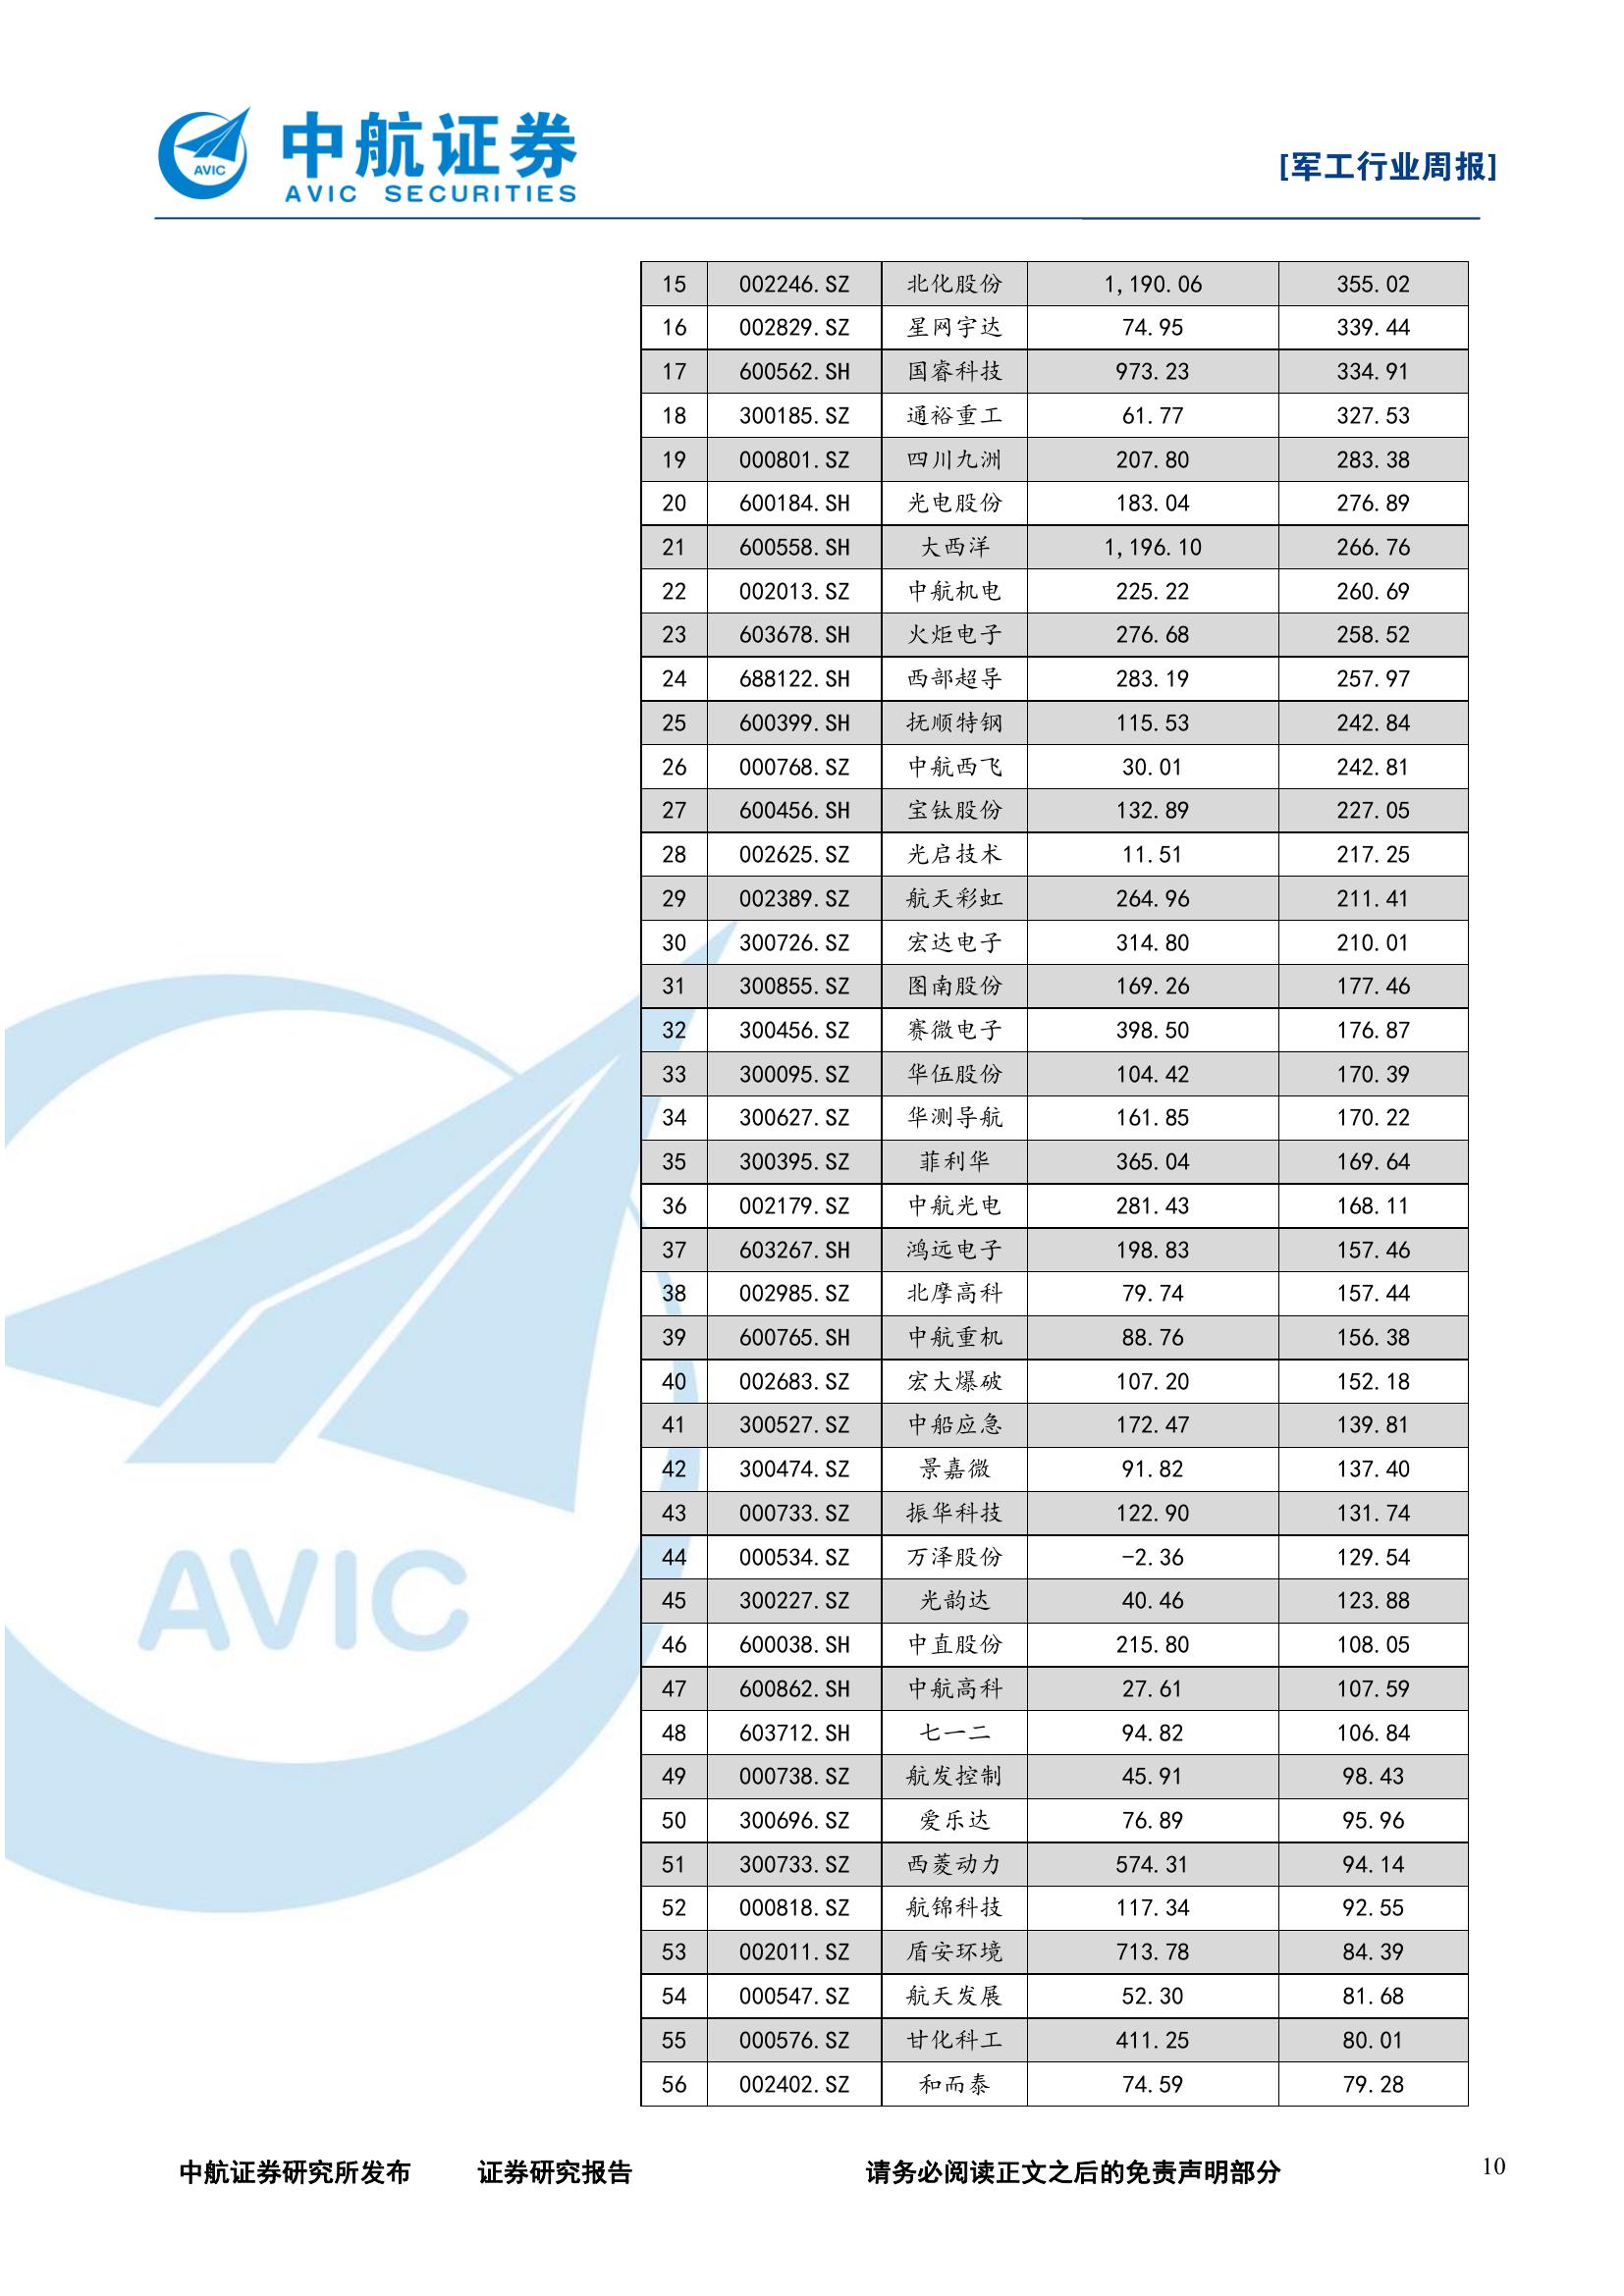 AVIC
中航证券
AVIC SECURITIES
[军工行业周报]
15 002246.SZ 北化股份 1,190.06 355.02
16 002829.SZ 星网宇达 74.95 339.44
17 600562.SH 国睿科技 973.23 334.91
18 300185.SZ 通裕重工 61.77 327.53
19 000801.SZ 四川九洲 207.80 283.38
20 600184.SH 光电股份 183.04 276.89
21 600558.SH 大西洋 1,196.10 266.76
22 002013.SZ 中航机电 225.22 260.69
23 603678.SH 火炬电子 276.68 258.52
24 688122.SH 西部超导 283.19 257.97
25 600399.SH 抚顺特钢 115.53 242.84
26 000768.SZ 中航西飞 30.01 242.81
27 600456.SH 宝钛股份 132.89 227.05
28 002625.SZ 光启技术 11.51 217.25
29 002389.SZ 航天彩虹 264.96 211.41
30 300726.SZ 宏达电子 314.80 210.01
31 300855.SZ 图南股份 169.26 177.46
32 300456.SZ 赛微电子 398.50 176.87
33 300095.SZ 华伍股份 104.42 170.39
34 300627.SZ 华测导航 161.85 170.22
35 300395.SZ 菲利华 365.04 169.64
36 002179.SZ 中航光电 281.43 168.11
37 603267.SH 鸿远电子 198.83 157.46
38 002985.SZ 北摩高科 79.74 157.44
39 600765.SH 中航重机 88.76 156.38
40 002683.SZ 宏大爆破 107.20 152.18
41 300527.SZ 中船应急 172.47 139.81
42 300474.SZ 景嘉微 91.82 137.40
43 000733.SZ 振华科技 122.90 131.74
44 000534.SZ 万泽股份 -2.36 129.54
45 300227.SZ 光韵达 40.46 123.88
46 600038.SH 中直股份 215.80 108.05
47 600862.SH 中航高科 27.61 107.59
48 603712.SH 七一二 94.82 106.84
49 000738.SZ 航发控制 45.91 98.43
50 300696.SZ 爱乐达 76.89 95.96
51 300733.SZ 西菱动力 574.31 94.14
52 000818.SZ 航锦科技 117.34 92.55
53 002011.SZ 盾安环境 713.78 84.39
54 000547.SZ 航天发展 52.30 81.68
55 000576.SZ 甘化科工 411.25 80.01
56 002402.SZ 和而泰 74.59 79.28
AVIC
中航证券研究所发布 证券研究报告 请务必阅读正文之后的免责声明部分 10